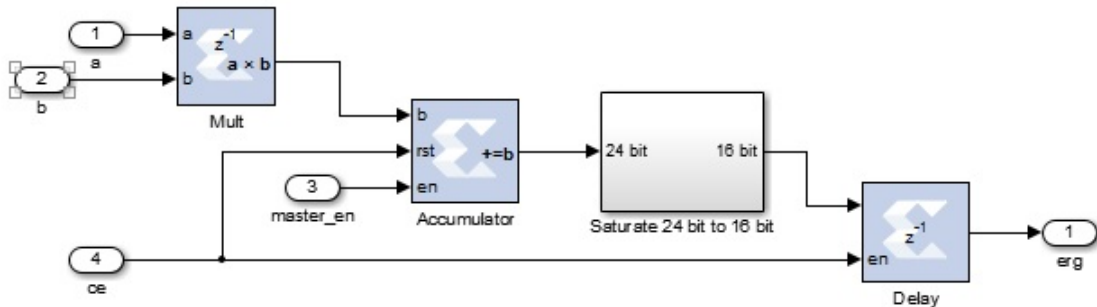 1
a
2
b
a
b
z⁻¹
a × b
Mult
b
rst
en
+=b
Accumulator
3
master_en
24 bit
16 bit
Saturate 24 bit to 16 bit
4
ce
en
z⁻¹
Delay
1
erg